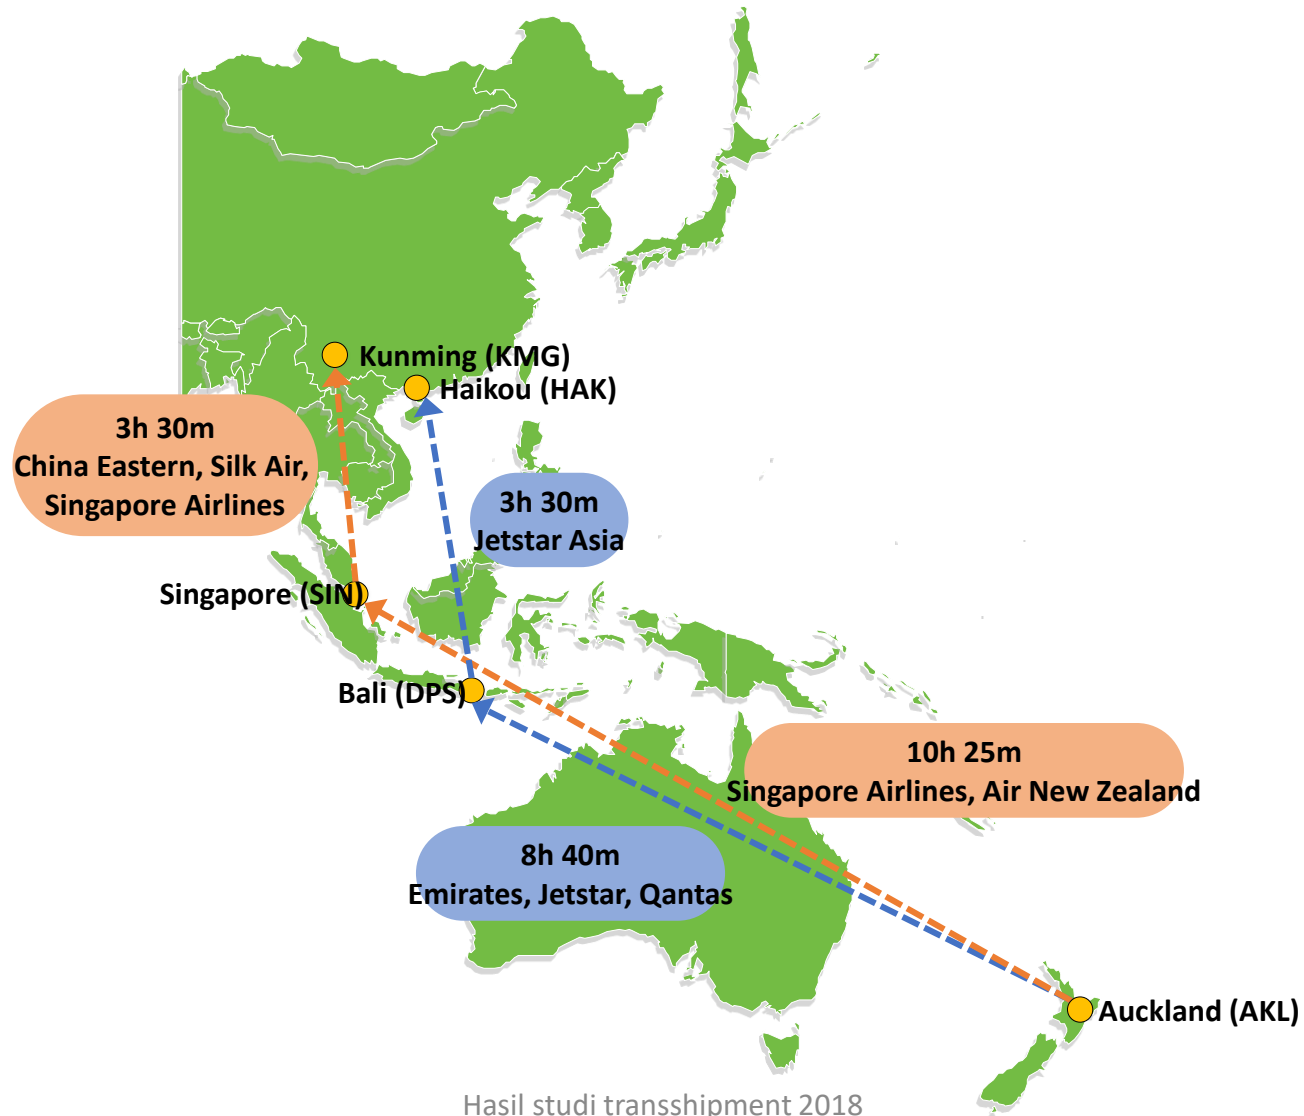 Kunming (KMG)
Haikou (HAK)
3h 30m
China Eastern, Silk Air,
Singapore Airlines
3h 30m
Jetstar Asia
Singapore (SIN)
Bali (DPS)
10h 25m
Singapore Airlines, Air New Zealand
8h 40m
Emirates, Jetstar, Qantas
Auckland (AKL)
Hasil studi transshipment 2018